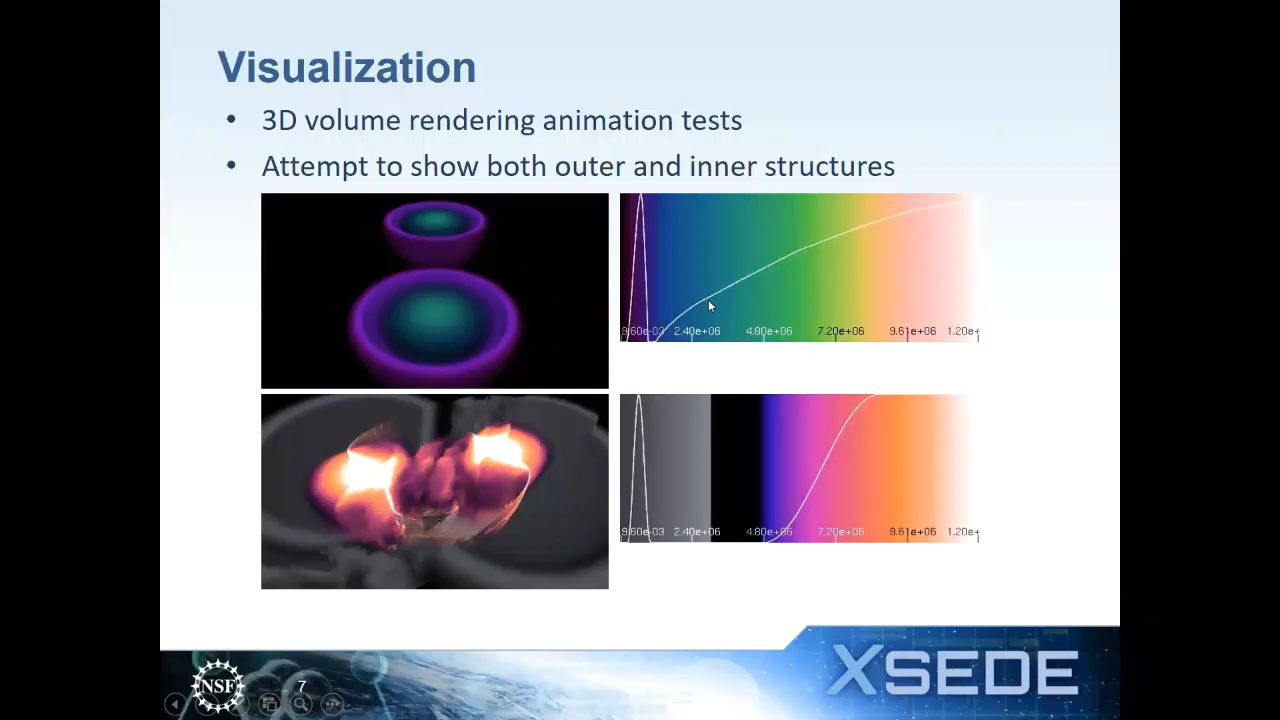 Visualization
• 3D volume rendering animation tests
• Attempt to show both outer and inner structures
9.60e-03 2.40e+06 4.80e+06 7.20e+06 9.61e+06 1.20e+
9.60e-03 2.40e+06 4.80e+06 7.20e+06 9.61e+06 1.20e+
NSF
7
XSEDE